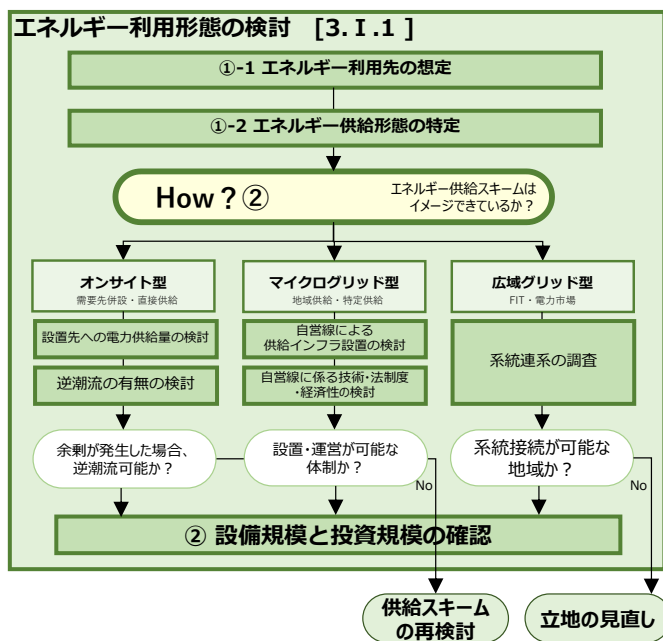 エネルギー利用形態の検討 [3.Ⅰ.1 ]
①-1 エネルギー利用先の想定
①-2 エネルギー供給形態の特定
How？②
エネルギー供給スキームは
イメージできているか？
オンサイト型
需要先併設・直接供給
マイクログリッド型
地域供給・特定供給
広域グリッド型
FIT・電力市場
設置先への電力供給量の検討
自営線による
供給インフラ設置の検討
系統連系の調査
逆潮流の有無の検討
自営線に係る技術・法制度
・経済性の検討
余剰が発生した場合、
逆潮流可能か？
設置・運営が可能な
体制か？
系統接続が可能な
地域か？
No
No
② 設備規模と投資規模の確認
供給スキーム
の再検討
立地の見直し